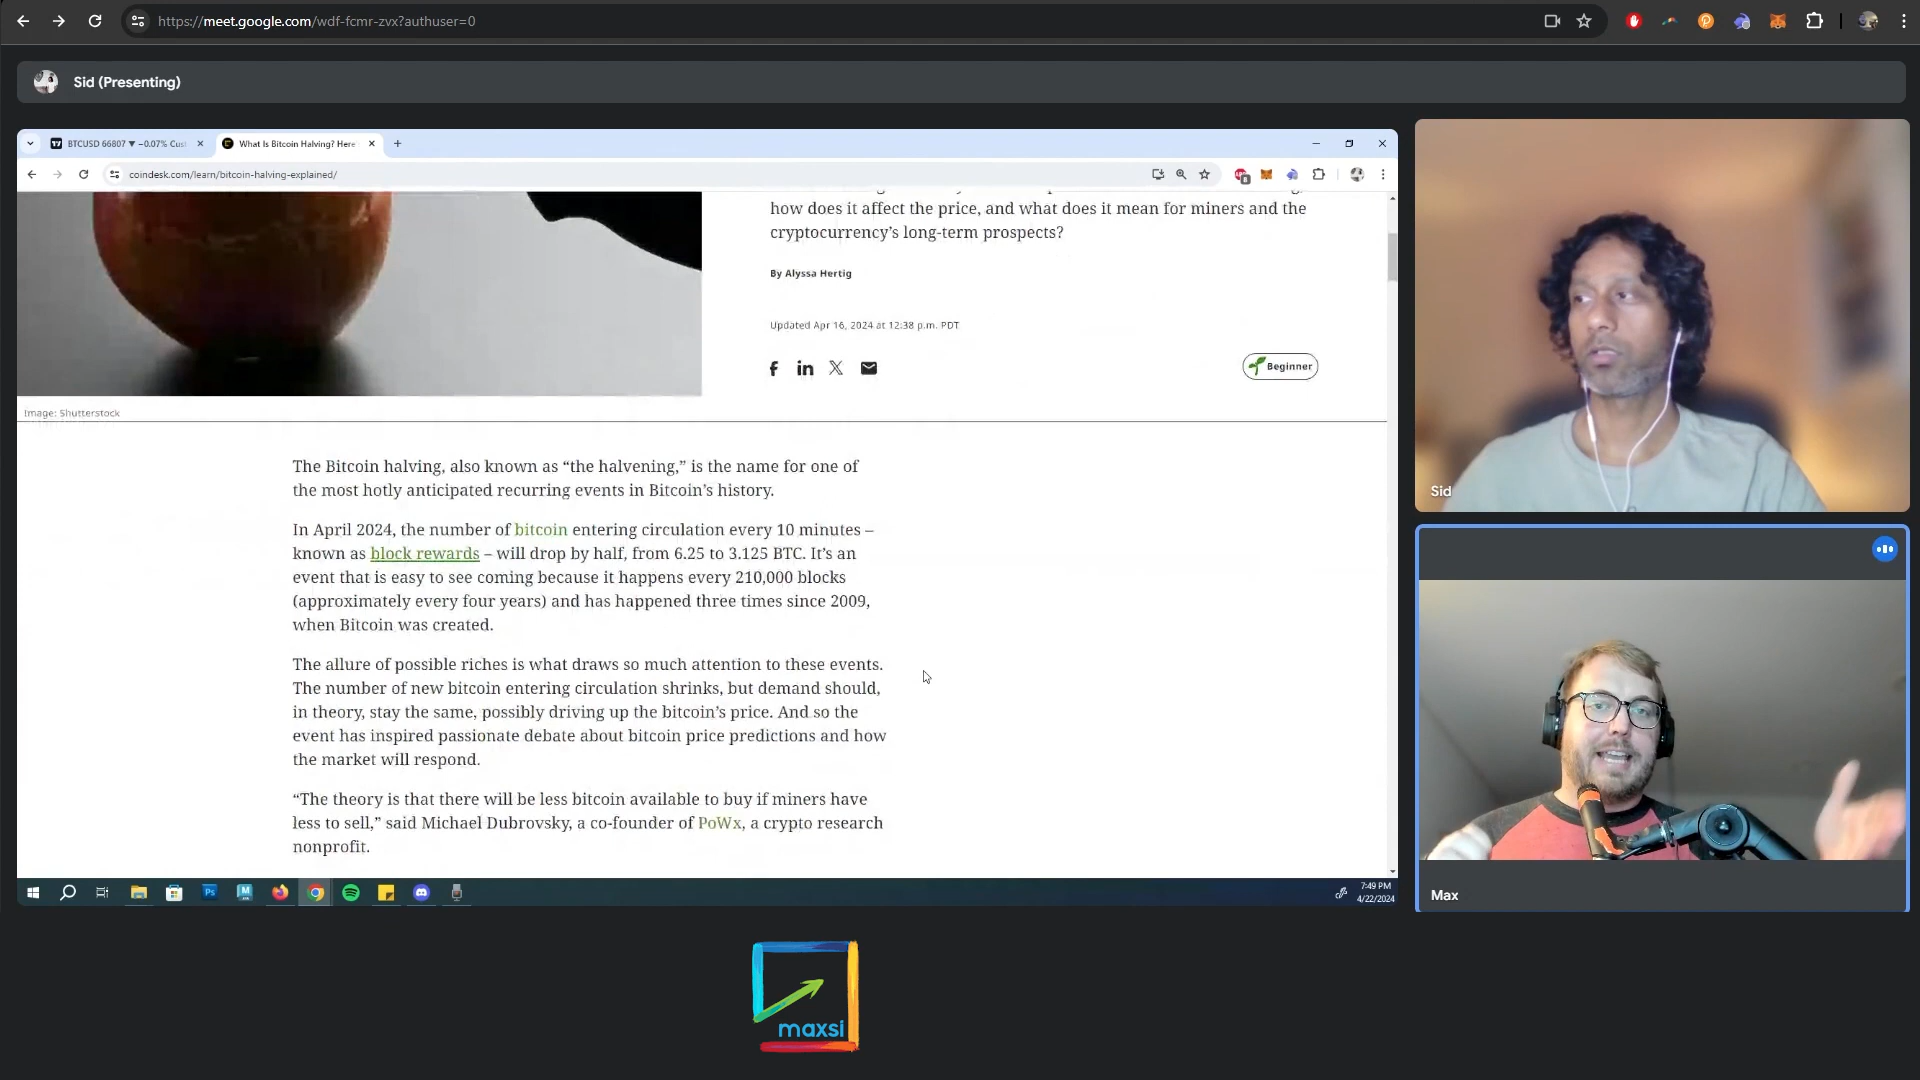 https://meet.google.com/wdf-fcmr-zvx?authuser=0
Sid (Presenting)
BTCUSD 66807 ▼ −0.07% Cust
What Is Bitcoin Halving? Here
coindesk.com/learn/bitcoin-halving-explained/
how does it affect the price, and what does it mean for miners and the
cryptocurrency’s long-term prospects?
By Alyssa Hertig
Updated Apr 16, 2024 at 12:38 p.m. PDT
Beginner
Image: Shutterstock
The Bitcoin halving, also known as “the halvening,” is the name for one of
the most hotly anticipated recurring events in Bitcoin’s history.
In April 2024, the number of bitcoin entering circulation every 10 minutes –
known as block rewards – will drop by half, from 6.25 to 3.125 BTC. It’s an
event that is easy to see coming because it happens every 210,000 blocks
(approximately every four years) and has happened three times since 2009,
when Bitcoin was created.
The allure of possible riches is what draws so much attention to these events.
The number of new bitcoin entering circulation shrinks, but demand should,
in theory, stay the same, possibly driving up the bitcoin’s price. And so the
event has inspired passionate debate about bitcoin price predictions and how
the market will respond.
“The theory is that there will be less bitcoin available to buy if miners have
less to sell,” said Michael Dubrovsky, a co-founder of PoWx, a crypto research
nonprofit.
7:49 PM
4/22/2024
Sid
Max
maxsi